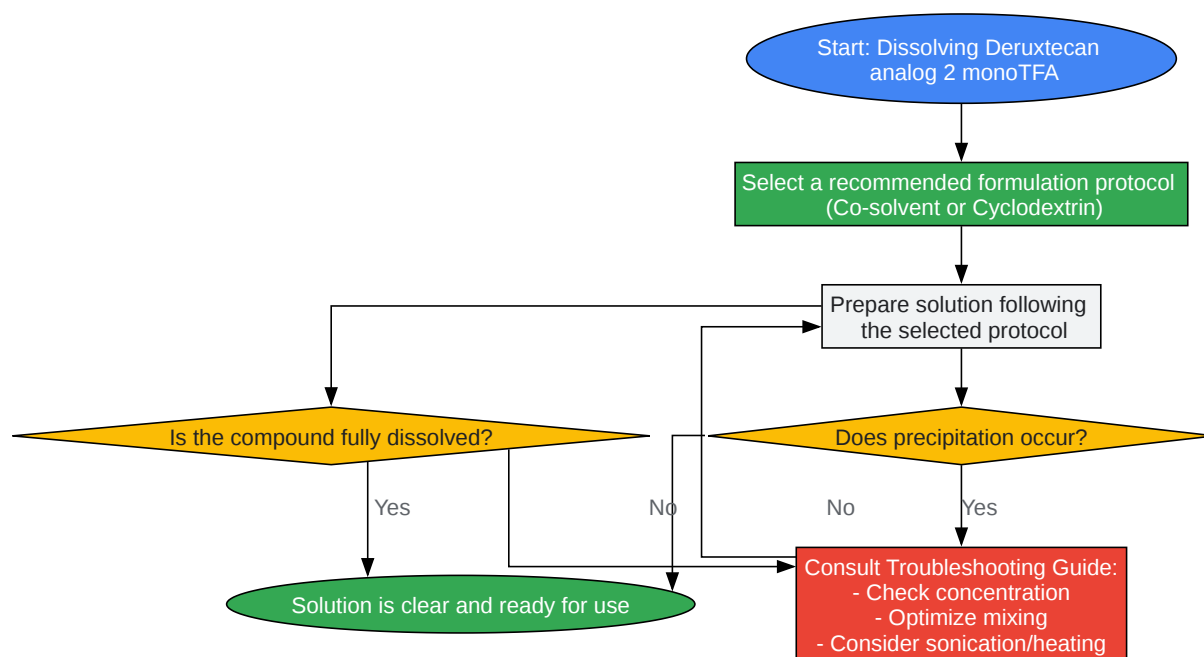 Start: Dissolving Deruxtecan
analog 2 monoTFA
Select a recommended formulation protocol
(Co-solvent or Cyclodextrin)
Prepare solution following
the selected protocol
Is the compound fully dissolved?
Does precipitation occur?
Yes
No
No
Yes
Solution is clear and ready for use
Consult Troubleshooting Guide:
- Check concentration
- Optimize mixing
- Consider sonication/heating